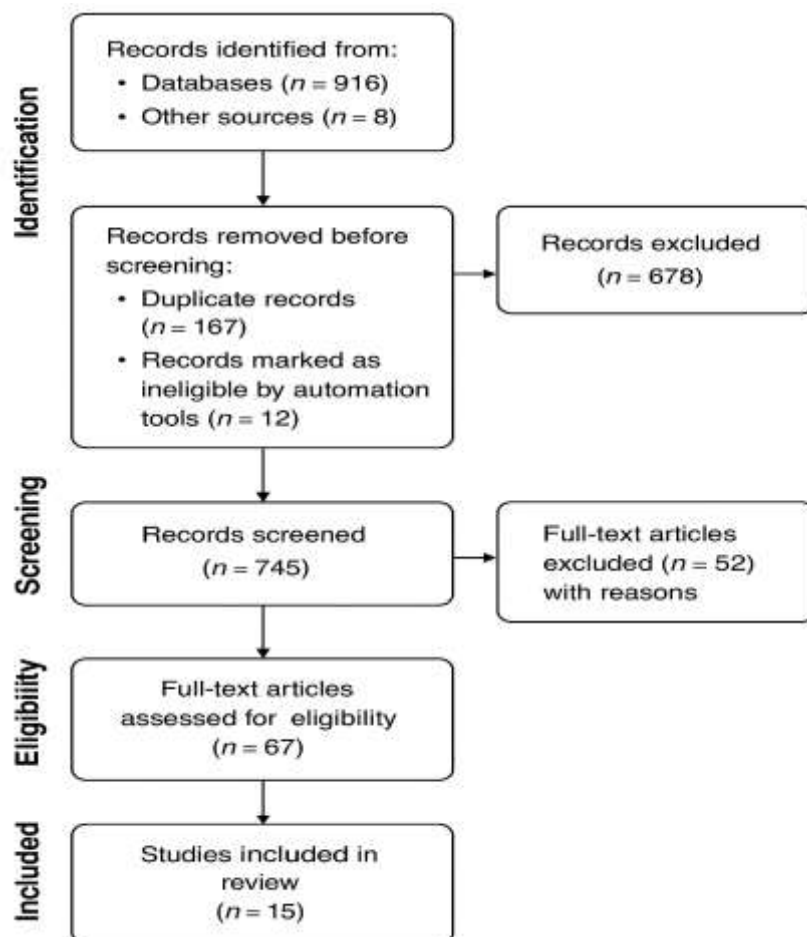 Identification
Records identified from:
• Databases (n = 916)
• Other sources (n = 8)
Records removed before
screening:
• Duplicate records
(n = 167)
• Records marked as
ineligible by automation
tools (n = 12)
Records excluded
(n = 678)
Screening
Records screened
(n = 745)
Full-text articles
excluded (n = 52)
with reasons
Eligibility
Full-text articles
assessed for eligibility
(n = 67)
Included
Studies included in
review
(n = 15)